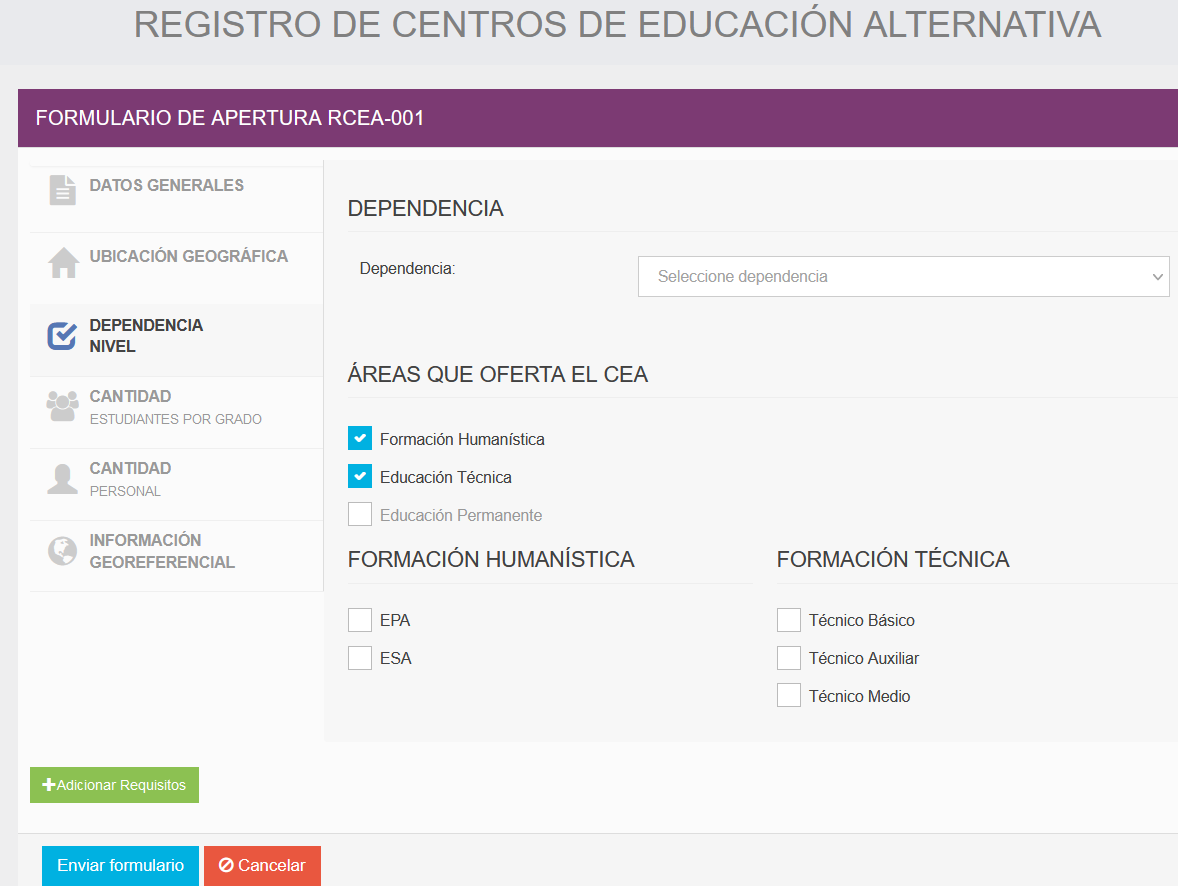 REGISTRO DE CENTROS DE EDUCACIÓN ALTERNATIVA
FORMULARIO DE APERTURA RCEA-001
DATOS GENERALES
UBICACIÓN GEOGRÁFICA
DEPENDENCIA
NIVEL
CANTIDAD
ESTUDIANTES POR GRADO
CANTIDAD
PERSONAL
INFORMACIÓN
GEOREFERENCIAL
DEPENDENCIA
Dependencia:
Seleccione dependencia
ÁREAS QUE OFERTA EL CEA
Formación Humanística
Educación Técnica
Educación Permanente
FORMACIÓN HUMANÍSTICA
EPA
ESA
FORMACIÓN TÉCNICA
Técnico Básico
Técnico Auxiliar
Técnico Medio
Adicionar Requisitos
Enviar formulario
Cancelar